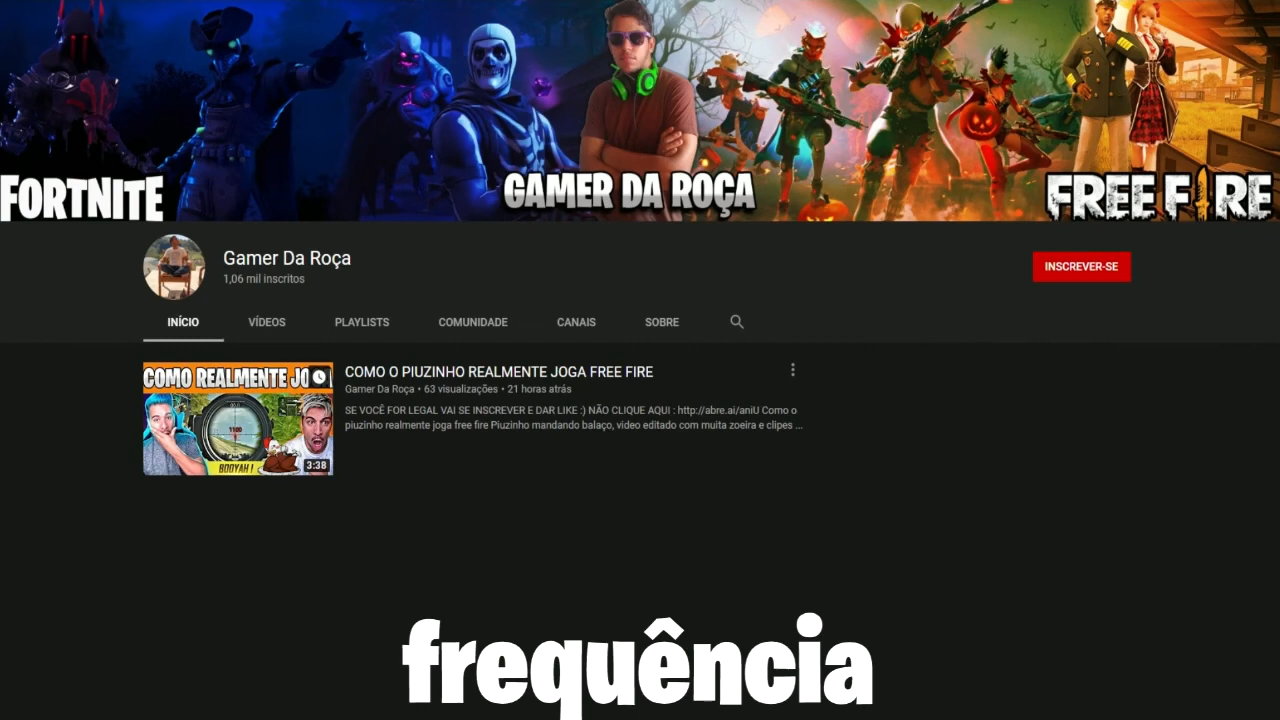 FORTNITE
GAMER DA ROÇA
FREE FIRE
Gamer Da Roça
1,06 mil inscritos
INSCREVER-SE
INÍCIO VÍDEOS PLAYLISTS COMUNIDADE CANAIS SOBRE
COMO REALMENTE JO
1100
BOOYAH !
3:38
COMO O PIUZINHO REALMENTE JOGA FREE FIRE
Gamer Da Roça • 63 visualizações • 21 horas atrás
SE VOCÊ FOR LEGAL VAI SE INSCREVER E DAR LIKE :) NÃO CLIQUE AQUI : http://abre.ai/aniU Como o
piuzinho realmente joga free fire Piuzinho mandando balaço, video editado com muita zoeira e clipes ...
frequência